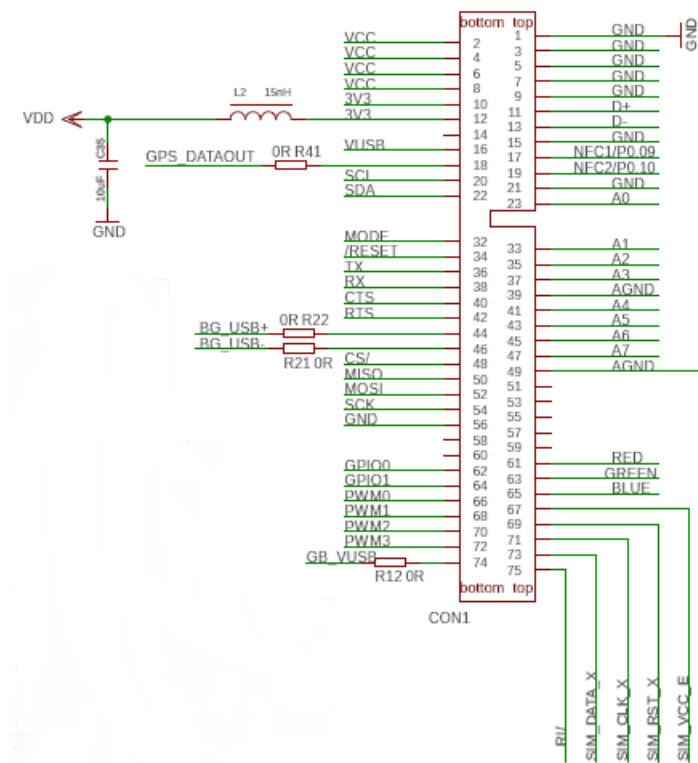 bottom top
VCC 2 1 GND GND
VCC 4 3 GND
VCC 6 5 GND
VCC 8 7 GND
3V3 10 9 GND
L2 15nH
VDD 3V3 12 11 D+
14 13 D-
VUSB 16 15 GND
C35
GPS_DATAOUT 0R R41 18 17 NFC1/P0.09
SCL 20 19 NFC2/P0.10
SDA 22 21 GND
10uF
23 A0
GND
MODE 32 33 A1
/RESET 34 35 A2
TX 36 37 A3
RX 38 39 AGND
CTS 40 41 A4
RTS 42 43 A5
BG_USB+ 0R R22 44 45 A6
BG_USB- R21 0R 46 47 A7
CS/ 48 49 AGND
MISO 50 51
MOSI 52 53
SCK 54 55
GND 56 57
58 59
60 61 RED
GPIO0 62 63 GREEN
GPIO1 64 65 BLUE
PWM0 66 67
PWM1 68 69
PWM2 70 71
PWM3 72 73
GB_VUSB R12 0R 74 75
bottom top
CON1
RI/
SIM_DATA_X
SIM_CLK_X
SIM_RST_X
SIM_VCC_E